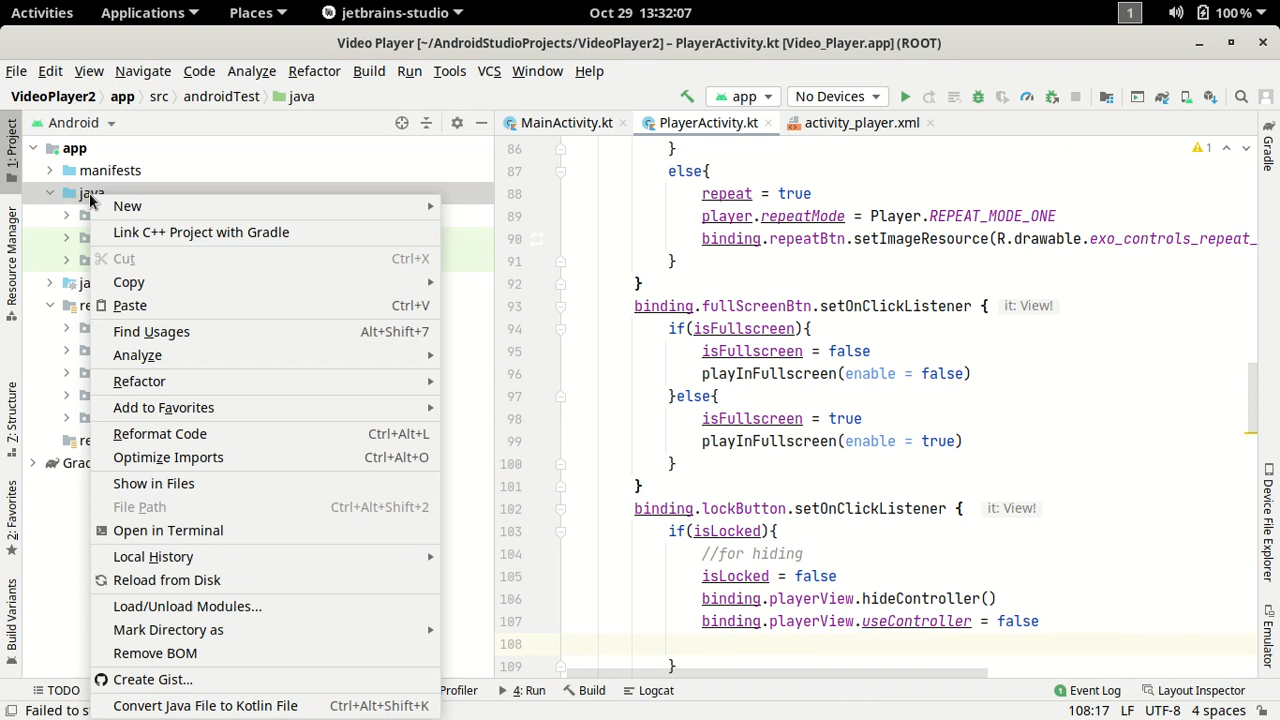 Activities Applications Places jetbrains-studio Oct 29 13:32:07 1 100%
Video Player [~/AndroidStudioProjects/VideoPlayer2] – PlayerActivity.kt [Video_Player.app] (ROOT)
File Edit View Navigate Code Analyze Refactor Build Run Tools VCS Window Help
VideoPlayer2 app src androidTest java app No Devices
1: Project
Resource Manager
Z: Structure
2: Favorites
Build Variants
Android
app
manifests
java
ja
re
re
Grad
New
Link C++ Project with Gradle
Cut Ctrl+X
Copy
Paste Ctrl+V
Find Usages Alt+Shift+7
Analyze
Refactor
Add to Favorites
Reformat Code Ctrl+Alt+L
Optimize Imports Ctrl+Alt+O
Show in Files
File Path Ctrl+Alt+Shift+2
Open in Terminal
Local History
Reload from Disk
Load/Unload Modules...
Mark Directory as
Remove BOM
Create Gist...
Convert Java File to Kotlin File Ctrl+Alt+Shift+K
MainActivity.kt PlayerActivity.kt activity_player.xml
1
86 }
87 else{
88 repeat = true
89 player.repeatMode = Player.REPEAT_MODE_ONE
90 binding.repeatBtn.setImageResource(R.drawable.exo_controls_repeat_
91 }
92 }
93 binding.fullScreenBtn.setOnClickListener { it: View!
94 if(isFullscreen){
95 isFullscreen = false
96 playInFullscreen(enable = false)
97 }else{
98 isFullscreen = true
99 playInFullscreen(enable = true)
100 }
101 }
102 binding.lockButton.setOnClickListener { it: View!
103 if(isLocked){
104 //for hiding
105 isLocked = false
106 binding.playerView.hideController()
107 binding.playerView.useController = false
108
109 }
Gradle
Device File Explorer
Emulator
TODO Profiler 4: Run Build Logcat Event Log Layout Inspector
Failed to s 108:17 LF UTF-8 4 spaces